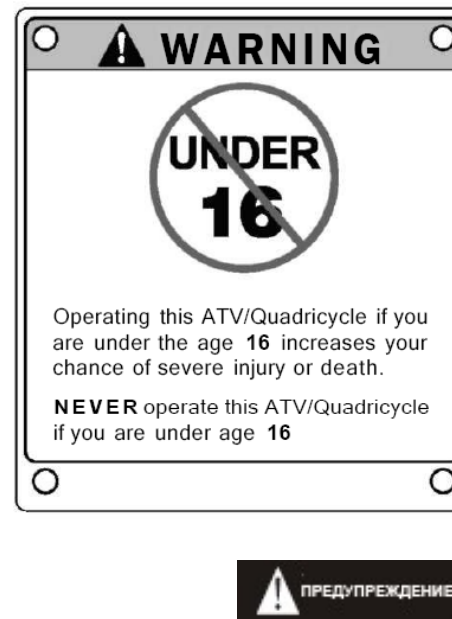 WARNING
UNDER
16
Operating this ATV/Quadricycle if you
are under the age 16 increases your
chance of severe injury or death.
NEVER operate this ATV/Quadricycle
if you are under age 16
ПРЕДУПРЕЖДЕНИЕ